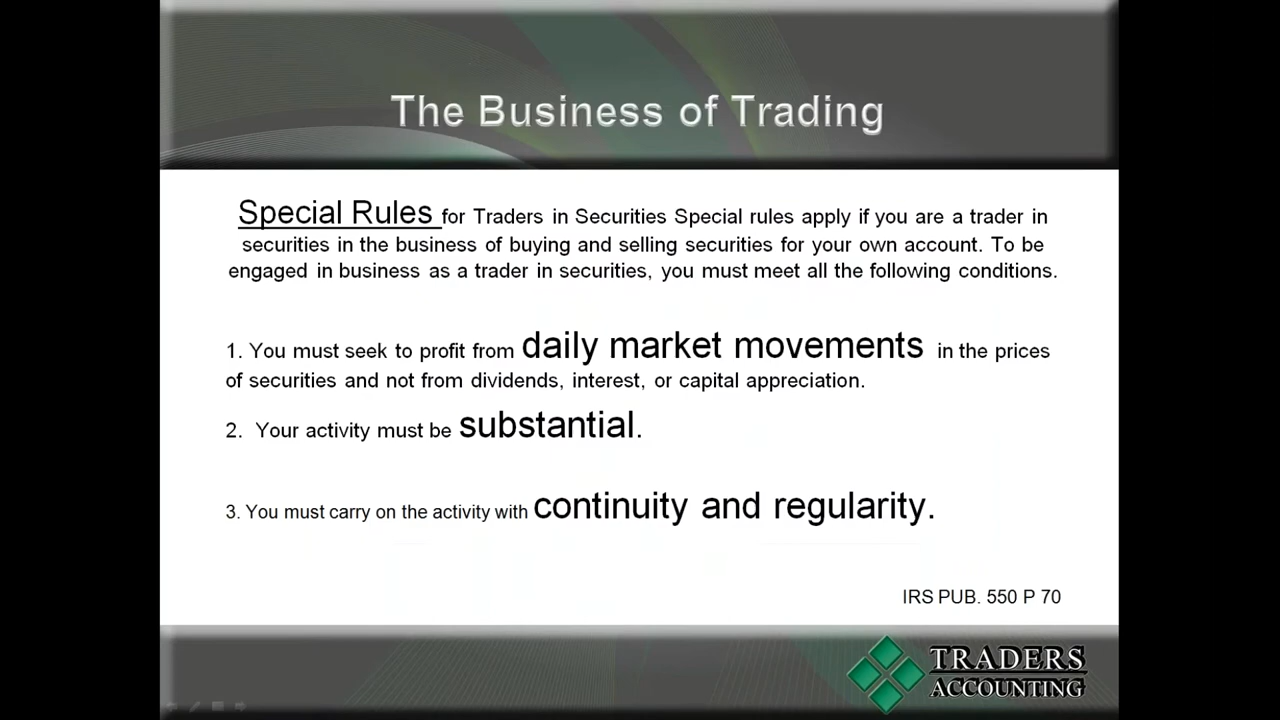 The Business of Trading
Special Rules for Traders in Securities Special rules apply if you are a trader in
securities in the business of buying and selling securities for your own account. To be
engaged in business as a trader in securities, you must meet all the following conditions.
1. You must seek to profit from daily market movements in the prices
of securities and not from dividends, interest, or capital appreciation.
2. Your activity must be substantial.
3. You must carry on the activity with continuity and regularity.
IRS PUB. 550 P 70
TRADERS
ACCOUNTING